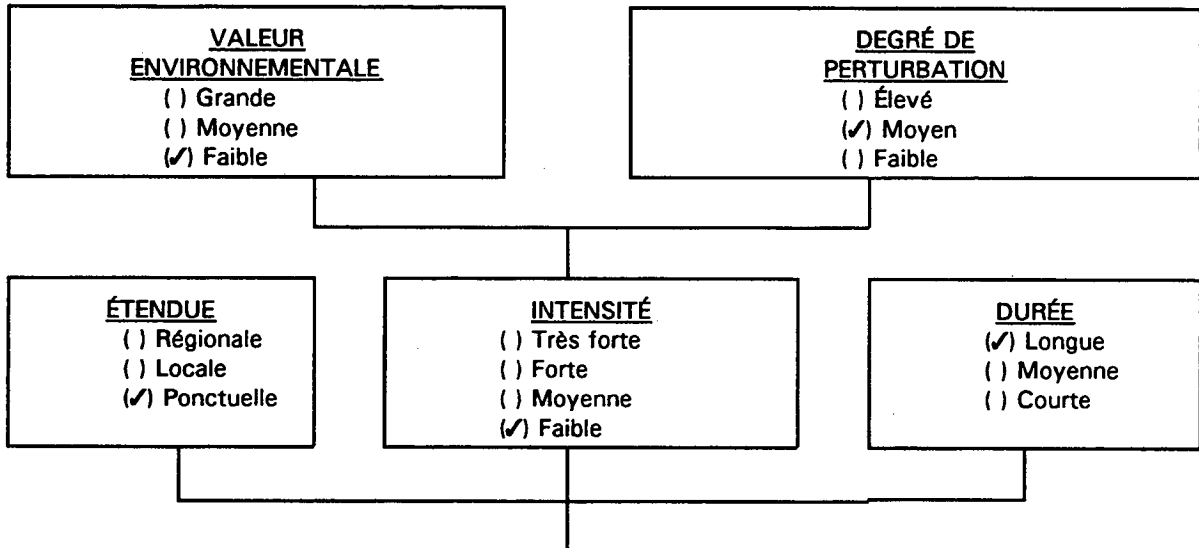 VALEUR
ENVIRONNEMENTALE
( ) Grande
( ) Moyenne
(✓) Faible
DEGRÉ DE
PERTURBATION
( ) Élevé
(✓) Moyen
( ) Faible
ÉTENDUE
( ) Régionale
( ) Locale
(✓) Ponctuelle
INTENSITÉ
( ) Très forte
( ) Forte
( ) Moyenne
(✓) Faible
DURÉE
(✓) Longue
( ) Moyenne
( ) Courte